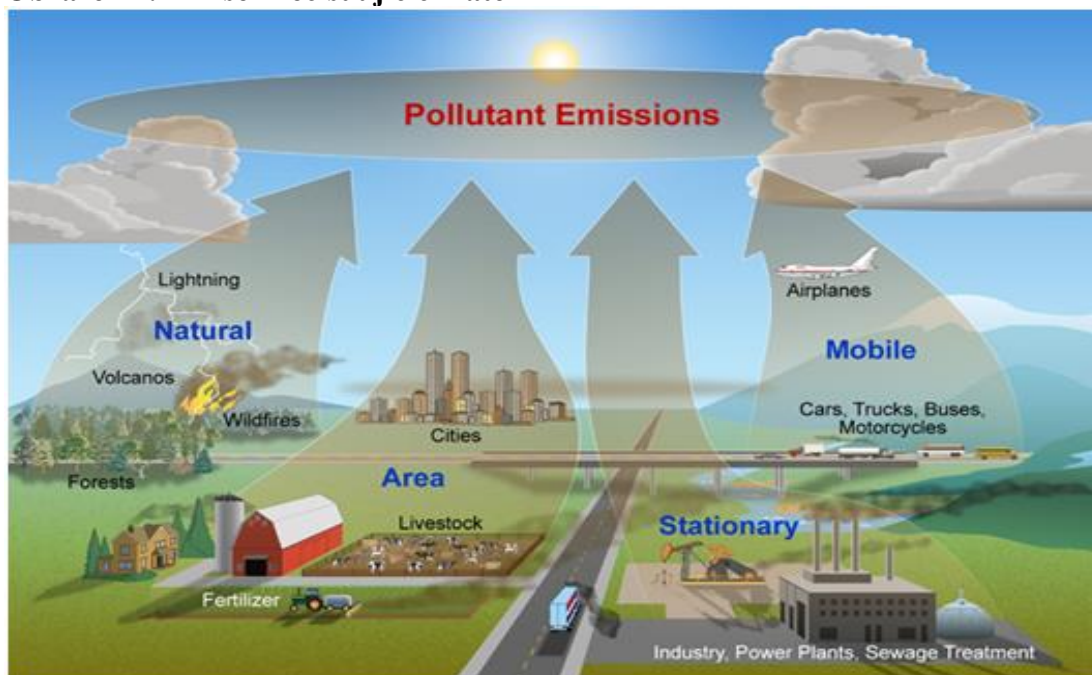 Pollutant Emissions
Lightning
Natural
Volcanos
Wildfires
Forests
Cities
Area
Livestock
Fertilizer
Airplanes
Mobile
Cars, Trucks, Buses,
Motorcycles
Stationary
Industry, Power Plants, Sewage Treatment